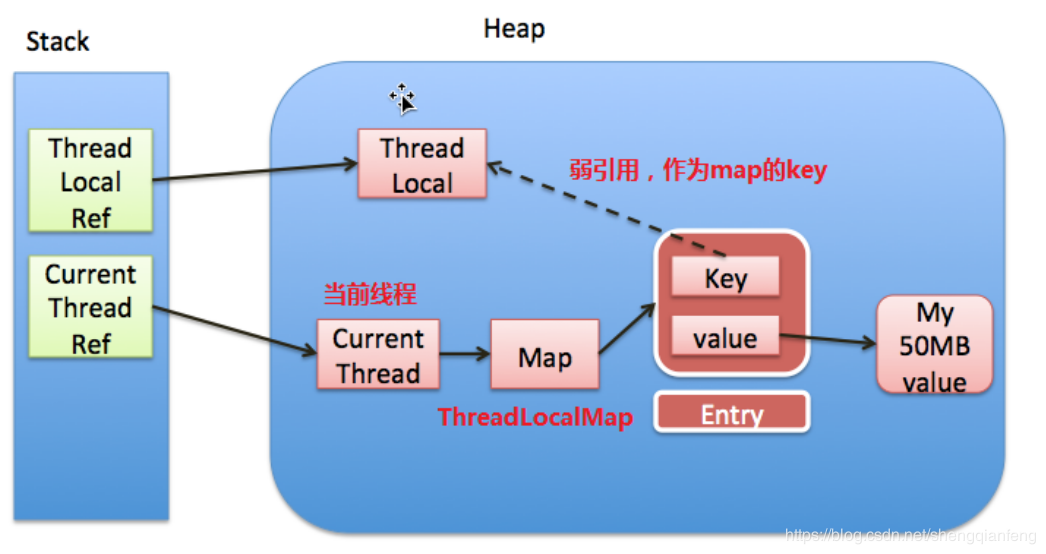 Stack
Heap
Thread
Local
Ref
Thread
Local
弱引用，作为map的key
Current
Thread
Ref
当前线程
Current
Thread
Map
ThreadLocalMap
Key
value
Entry
My
50MB
value
https://blog.csdn.net/shengqianfeng